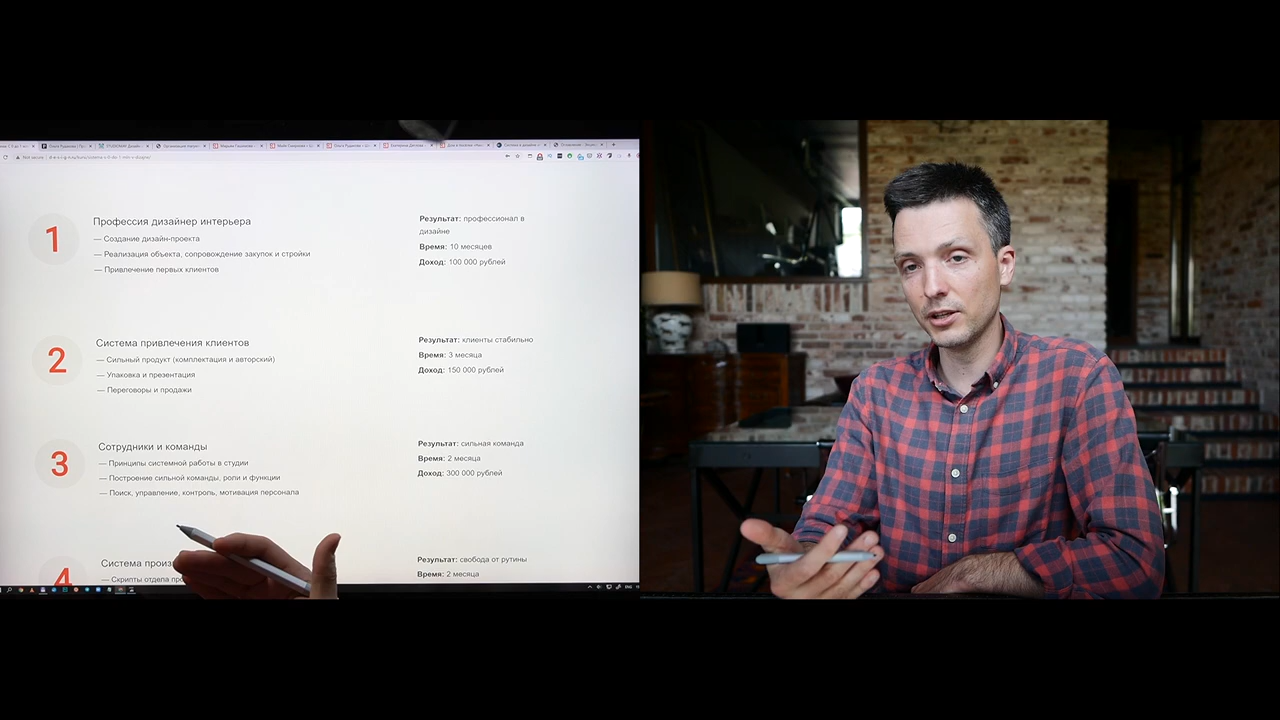 1
Профессия дизайнер интерьера
— Создание дизайн-проекта
— Реализация объекта, сопровождение закупок и стройки
— Привлечение первых клиентов
Результат: профессионал в
дизайне
Время: 10 месяцев
Доход: 100 000 рублей
2
Система привлечения клиентов
— Сильный продукт (комплектация и авторский)
— Упаковка и презентация
— Переговоры и продажи
Результат: клиенты стабильно
Время: 3 месяца
Доход: 150 000 рублей
3
Сотрудники и команды
— Принципы системной работы в студии
— Построение сильной команды, роли и функции
— Поиск, управление, контроль, мотивация персонала
Результат: сильная команда
Время: 2 месяца
Доход: 300 000 рублей
4
Система
— Скрипты отдела
Результат: свобода от рутины
Время: 2 месяца